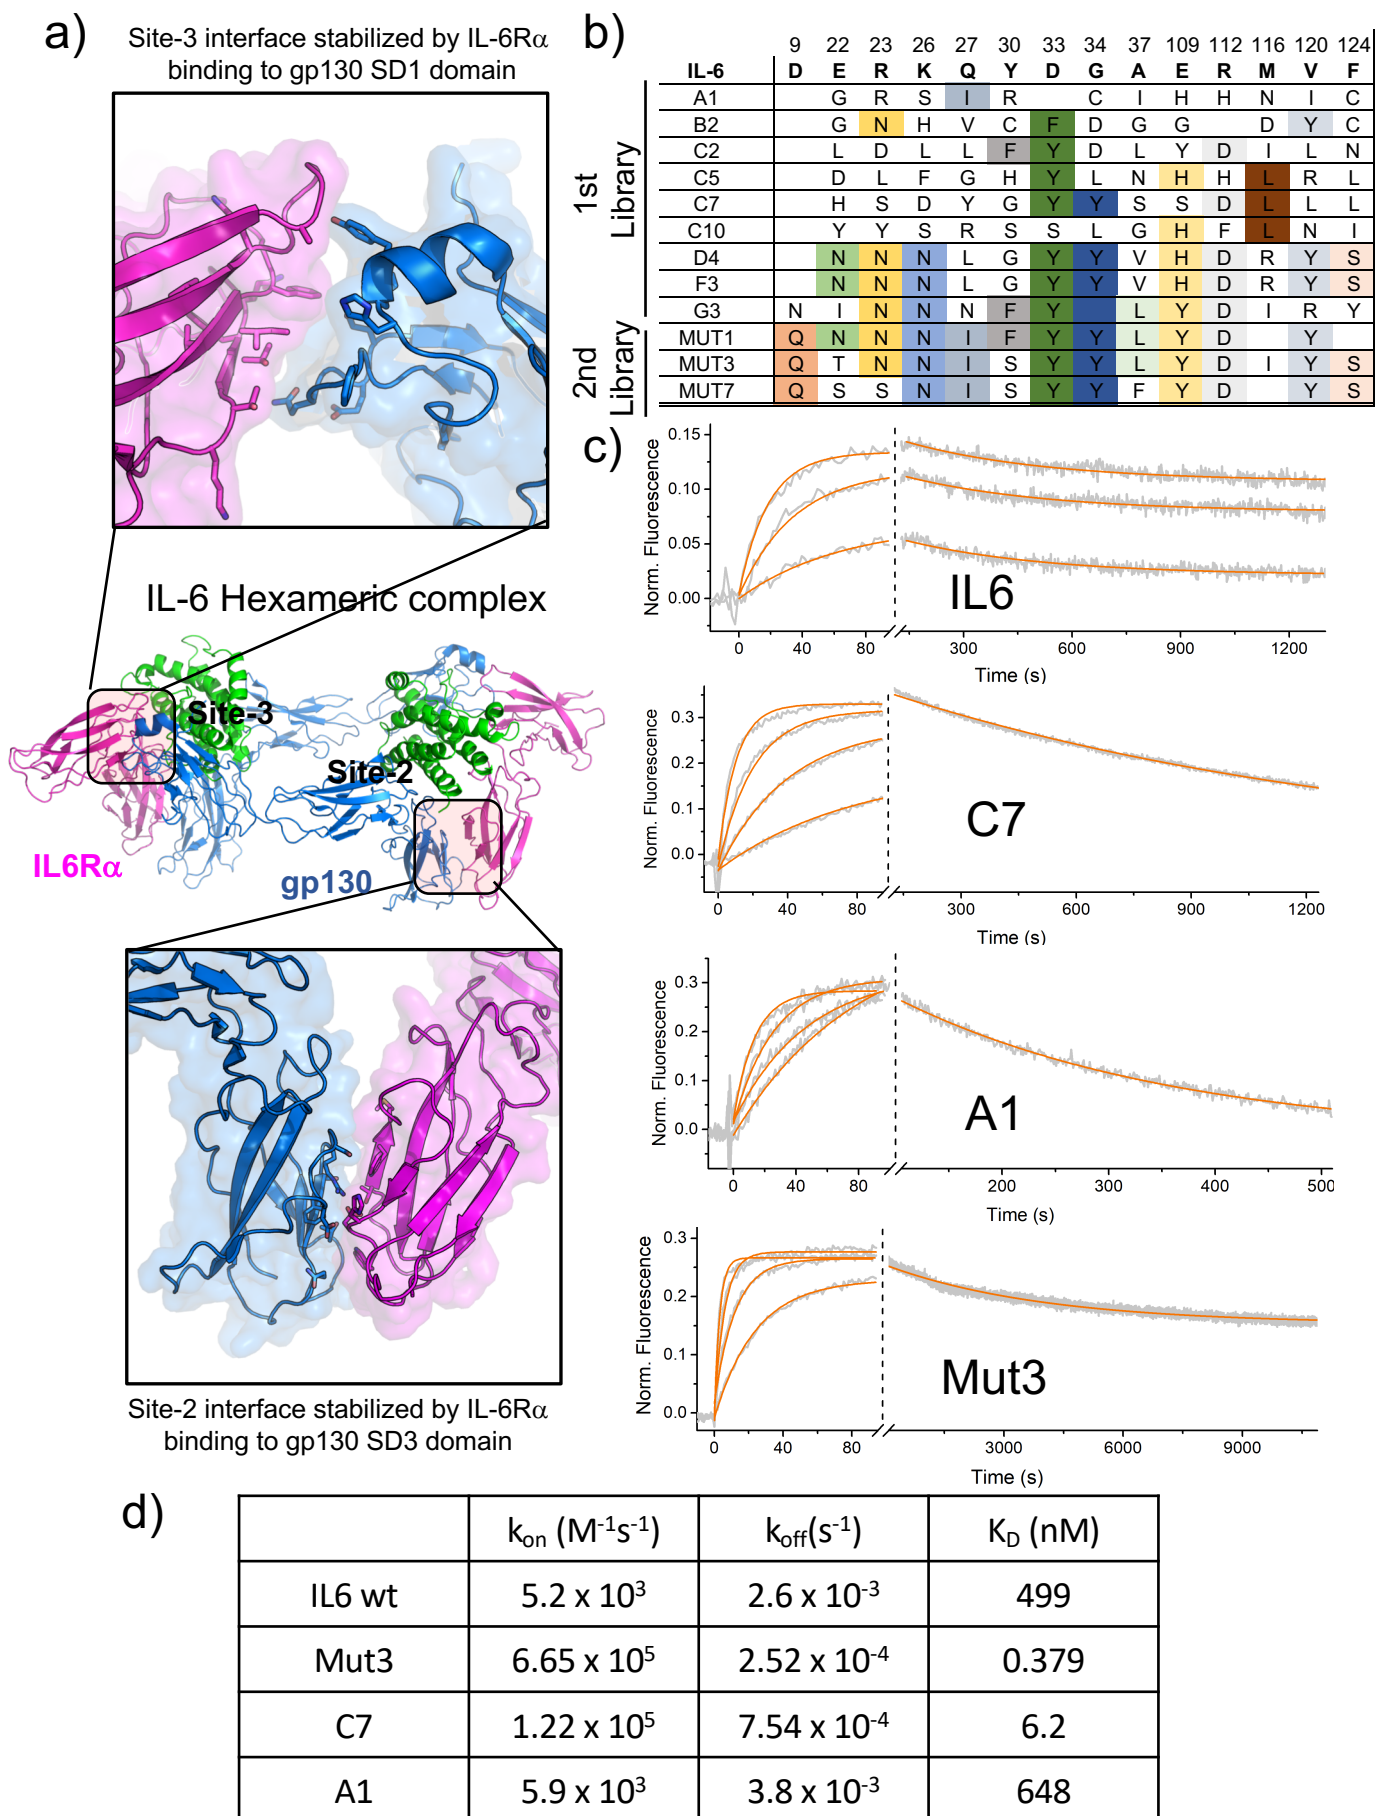 a)
Site-3 interface stabilized by IL-6Rα
binding to gp130 SD1 domain
IL-6 Hexameric complex
Site-3
Site-2
IL6Rα
gp130
Site-2 interface stabilized by IL-6Rα
binding to gp130 SD3 domain
b)
9 22 23 26 27 30 33 34 37 109 112 116 120 124
IL-6 D E R K Q Y D G A E R M V F
1st
Library
A1 G R S I R C I H H N I C
B2 G N H V C F D G G D Y C
C2 L D L L F Y D L Y D I L N
C5 D L F G H Y L N H H L R L
C7 H S D Y G Y Y S S D L L L
C10 Y Y S R S S L G H F L N I
D4 N N N L G Y Y V H D R Y S
F3 N N N L G Y Y V H D R Y S
G3 N I N N N F Y L Y D I R Y
2nd
Library
MUT1 Q N N N I F Y Y L Y D Y
MUT3 Q T N N I S Y Y L Y D I Y S
MUT7 Q S S N I S Y Y F Y D Y S
c)
Norm. Fluorescence
0.15
0.10
0.05
0.00
IL6
0 40 80 300 600 900 1200
Time (s)
Norm. Fluorescence
0.3
0.2
0.1
0.0
C7
0 40 80 300 600 900 1200
Time (s)
Norm. Fluorescence
0.3
0.2
0.1
0.0
A1
0 40 80 200 300 400 500
Time (s)
Norm. Fluorescence
0.3
0.2
0.1
0.0
Mut3
0 40 80 3000 6000 9000
Time (s)
d)
kon (M⁻¹s⁻¹) koff(s⁻¹) KD (nM)
IL6 wt 5.2 x 10³ 2.6 x 10⁻³ 499
Mut3 6.65 x 10⁵ 2.52 x 10⁻⁴ 0.379
C7 1.22 x 10⁵ 7.54 x 10⁻⁴ 6.2
A1 5.9 x 10³ 3.8 x 10⁻³ 648